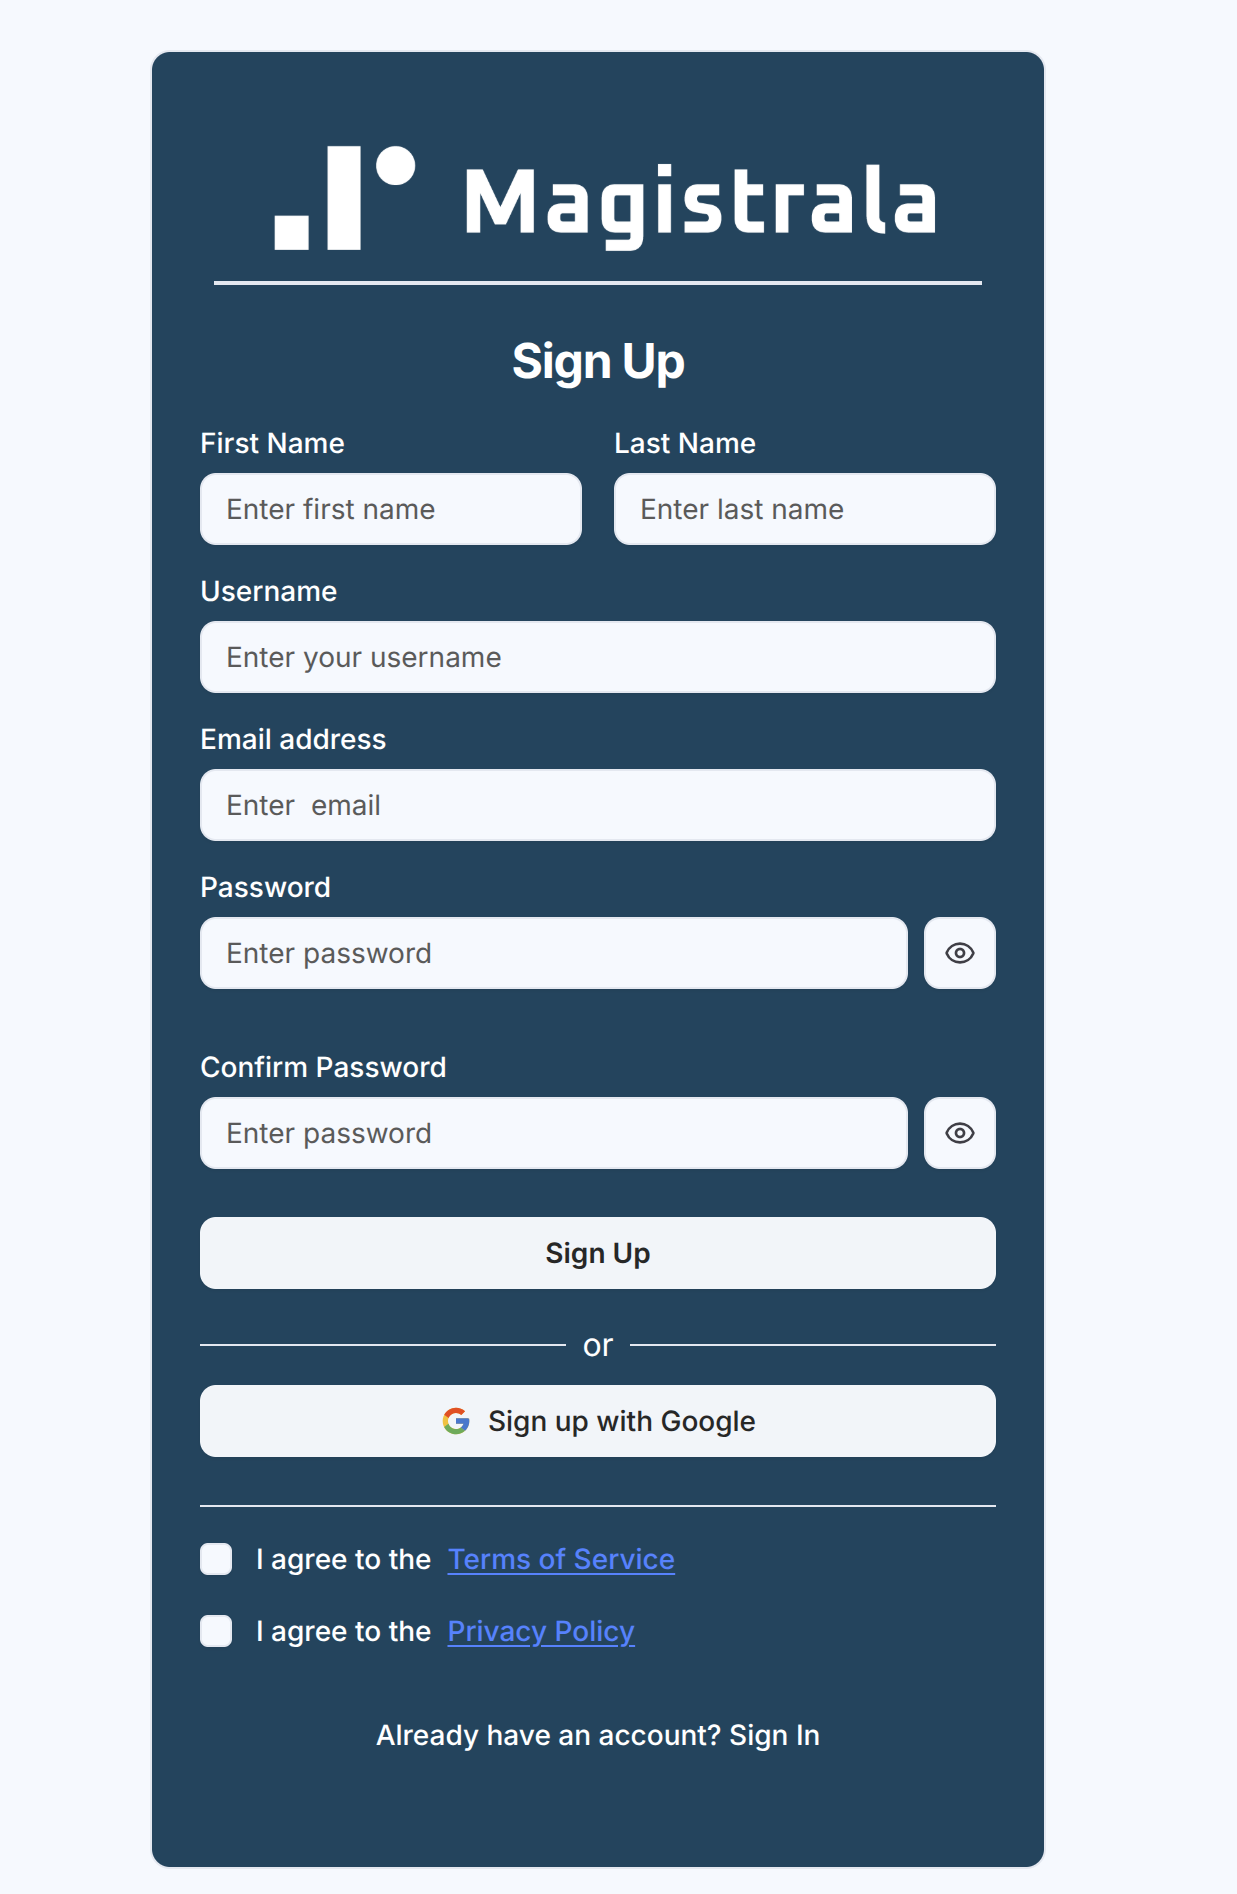 Magistrala
Sign Up
First Name
Last Name
Enter first name
Enter last name
Username
Enter your username
Email address
Enter  email
Password
Enter password
Confirm Password
Enter password
Sign Up
or
Sign up with Google
I agree to the Terms of Service
I agree to the Privacy Policy
Already have an account? Sign In